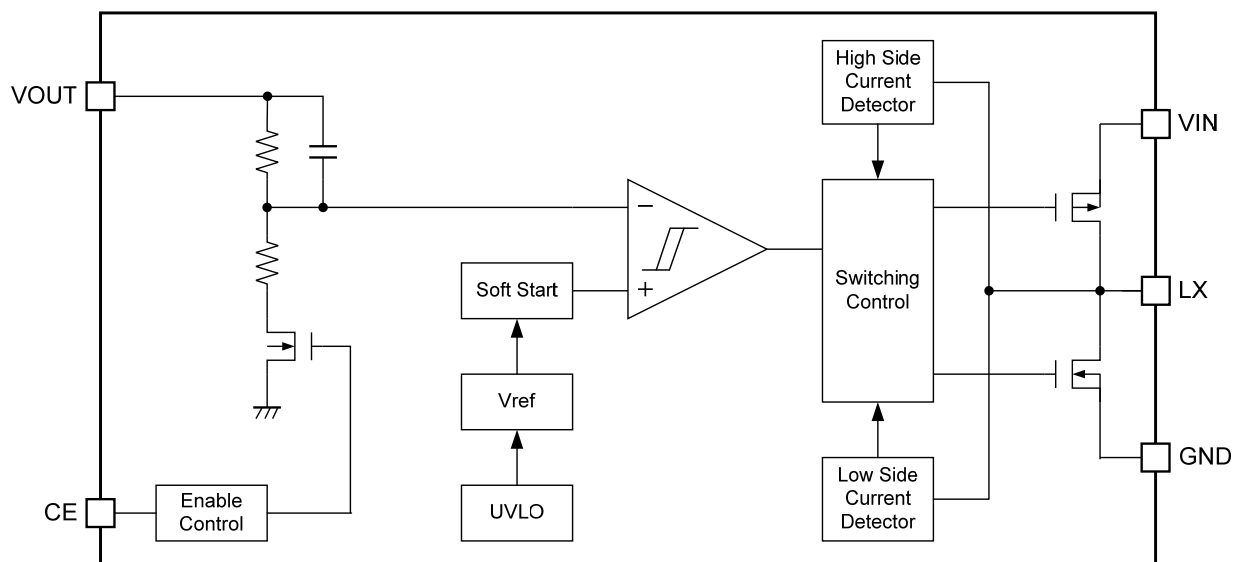 High Side
Current
Detector
VOUT
VIN
−
Soft Start
+
Switching
Control
LX
Vref
GND
Low Side
Current
Detector
CE
Enable
Control
UVLO